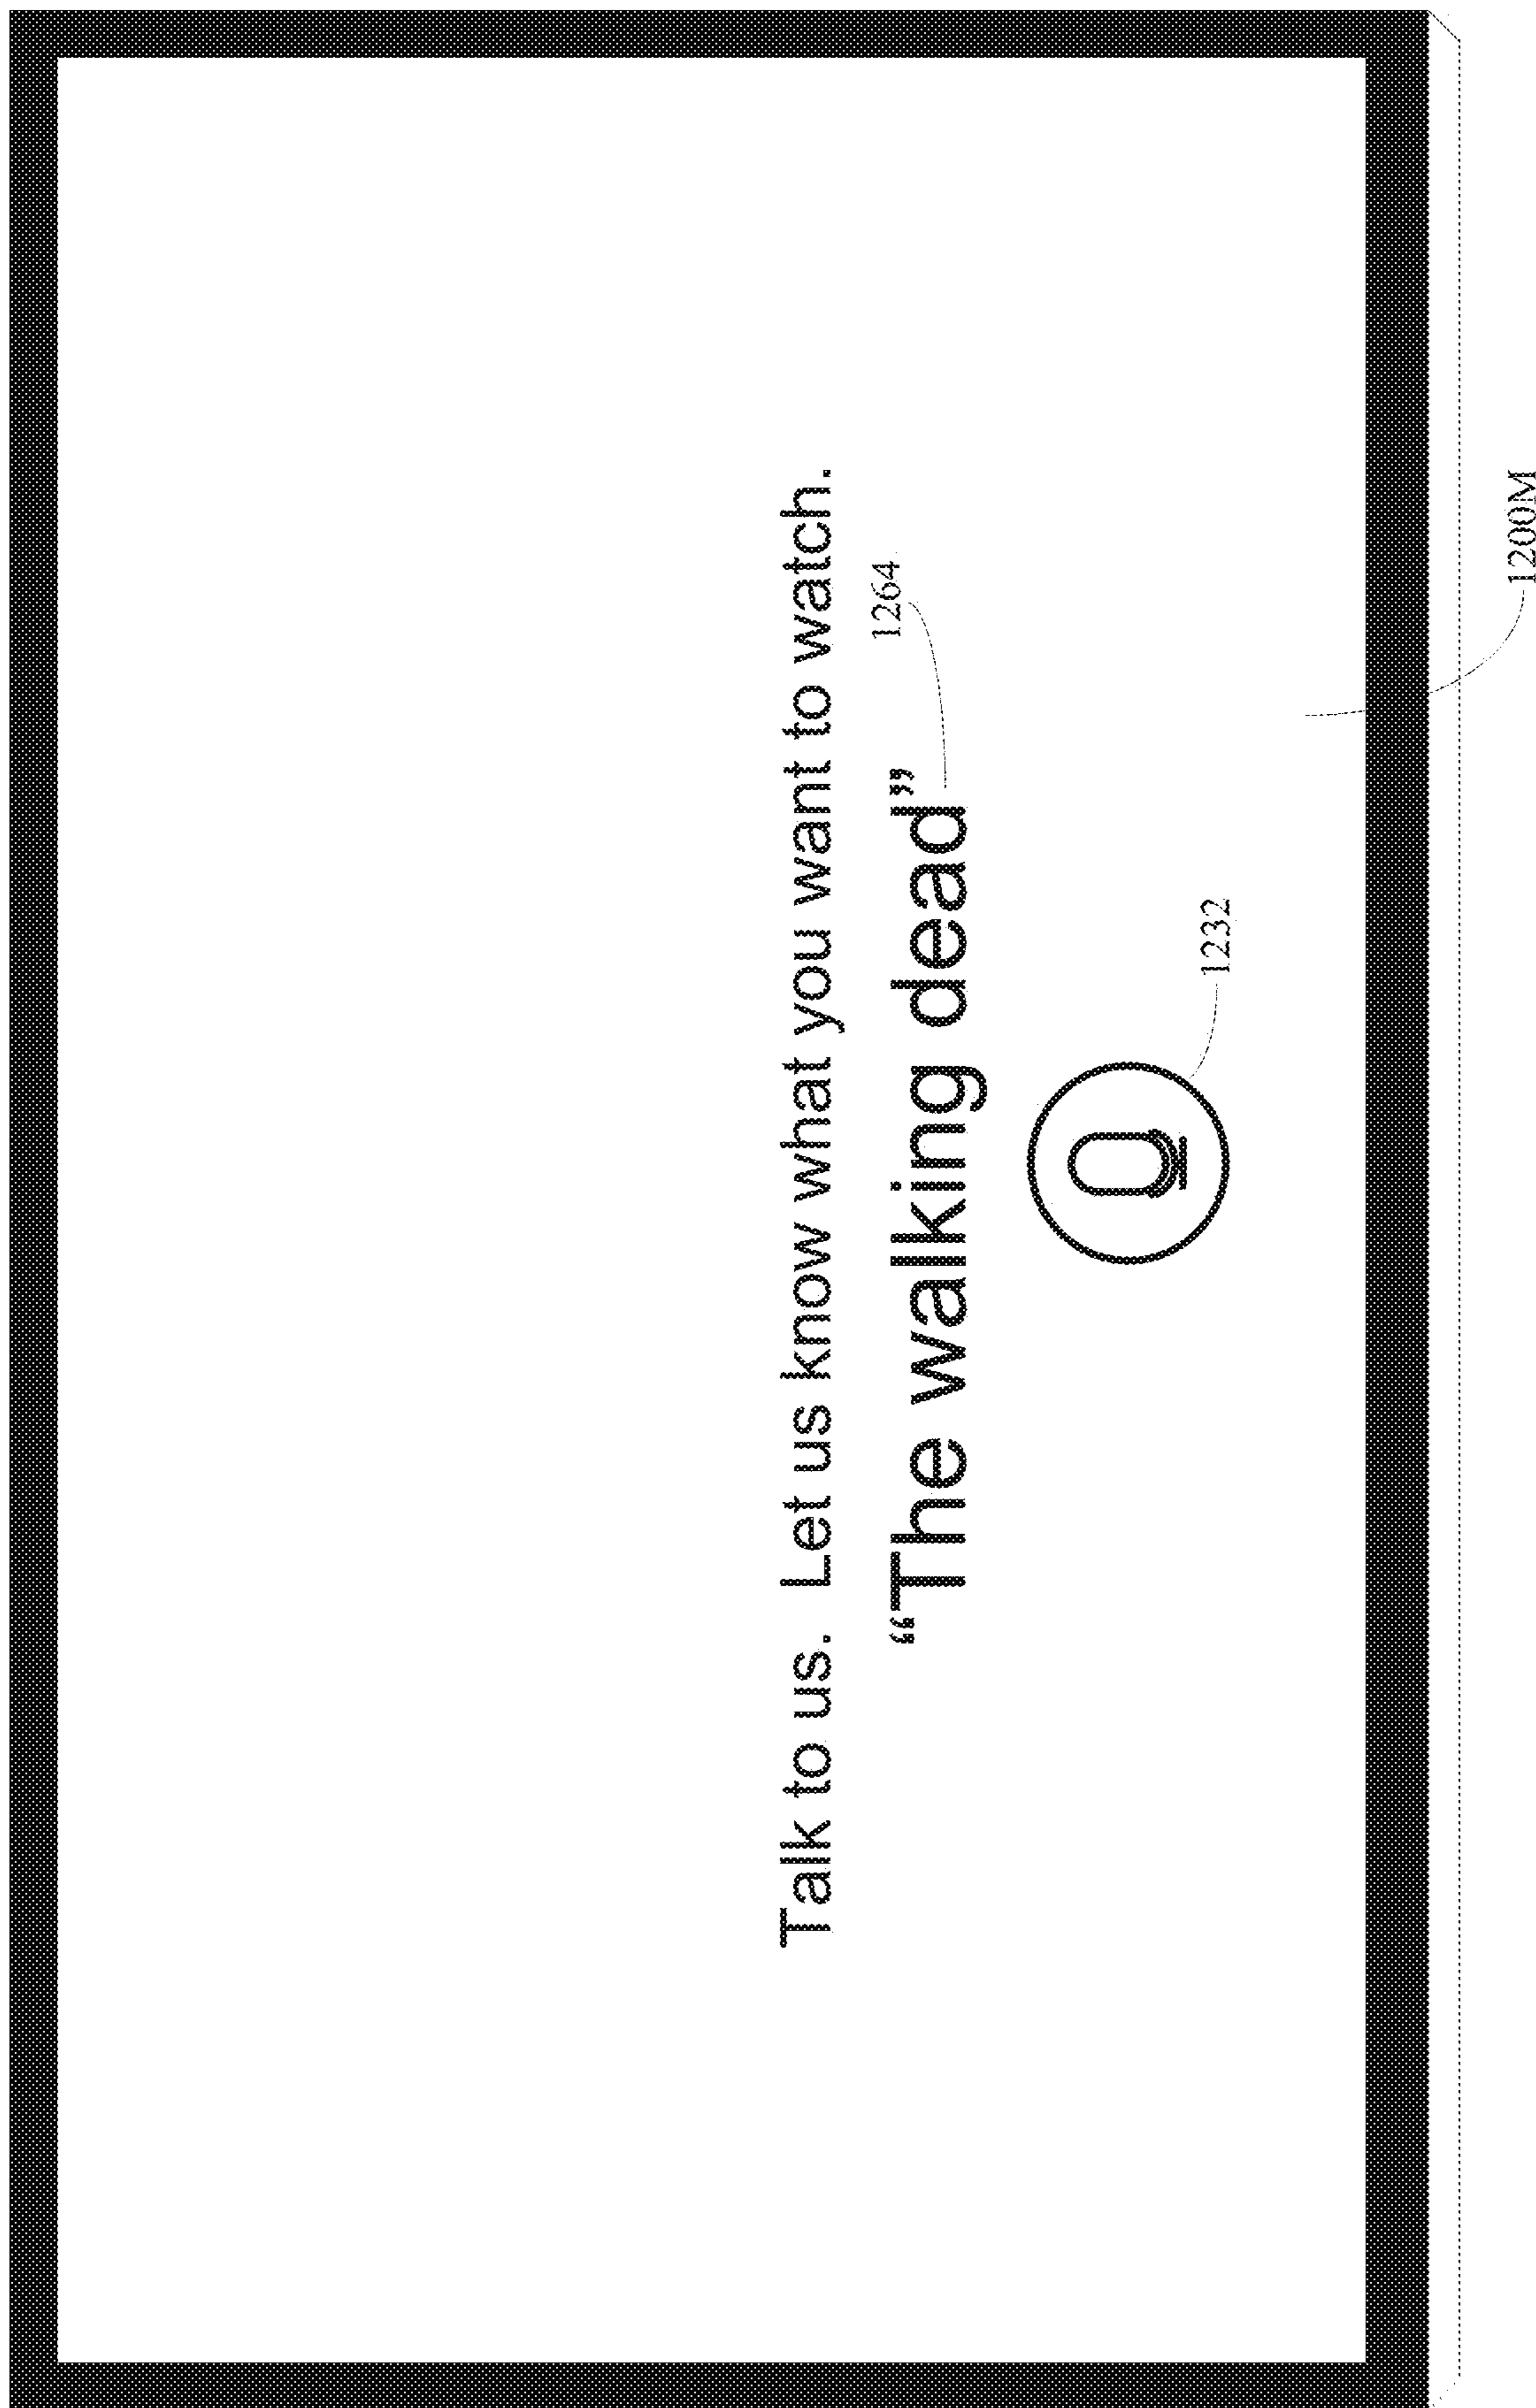 Talk to us.  Let us know what you want to watch.
1264
“The walking dead”
1232
1200M